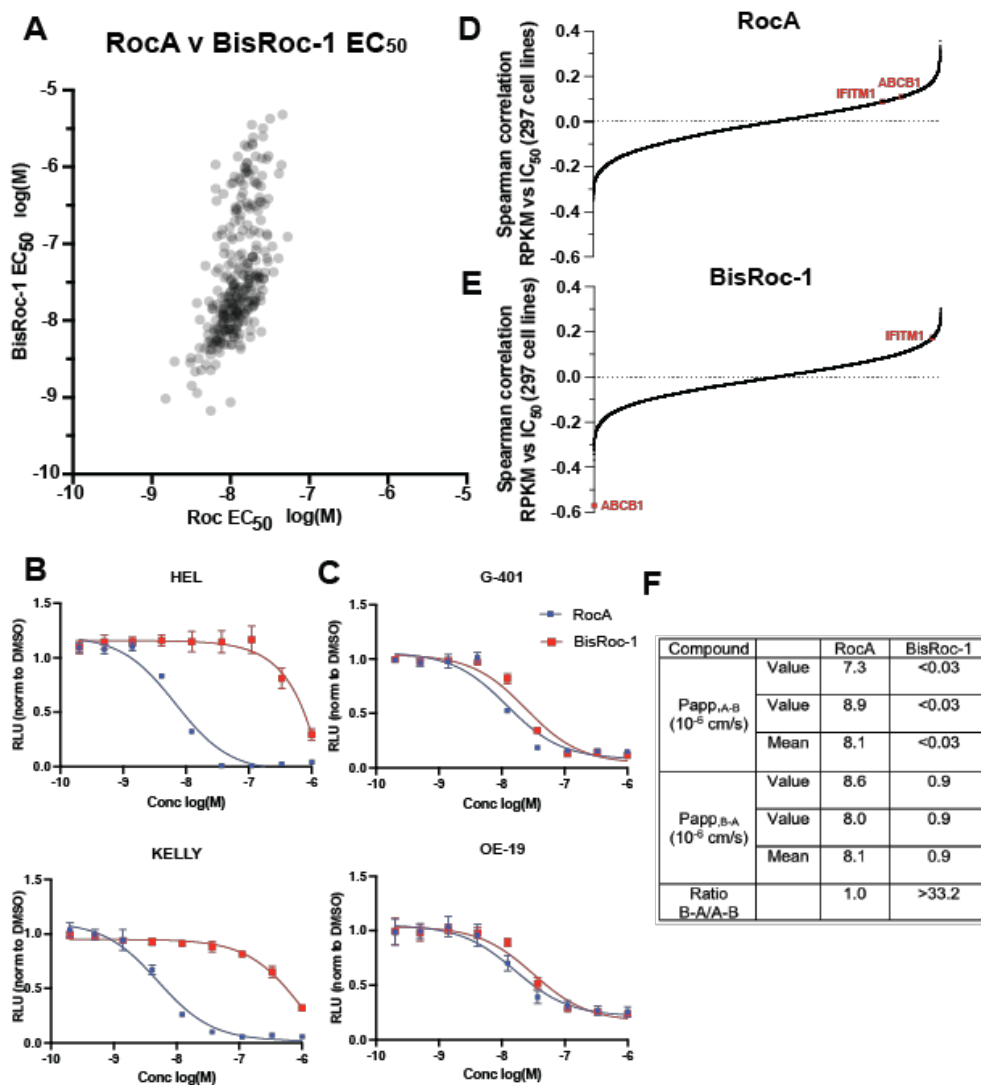 A
RocA v BisRoc-1 EC50
BisRoc-1 EC50 log(M)
-5
-6
-7
-8
-9
-10
-10
-9
-8
-7
-6
-5
Roc EC50 log(M)
D
RocA
Spearman correlation
RPKM vs IC50 (297 cell lines)
0.4
0.2
0.0
-0.2
-0.4
-0.6
IFITM1
ABCB1
E
BisRoc-1
Spearman correlation
RPKM vs IC50 (297 cell lines)
0.4
0.2
0.0
-0.2
-0.4
-0.6
IFITM1
ABCB1
B
HEL
RLU (norm to DMSO)
1.5
1.0
0.5
0.0
-10
-9
-8
-7
-6
Conc log(M)
KELLY
RLU (norm to DMSO)
1.5
1.0
0.5
0.0
-10
-9
-8
-7
-6
Conc log(M)
C
G-401
RocA
BisRoc-1
RLU (norm to DMSO)
1.5
1.0
0.5
0.0
-10
-9
-8
-7
-6
Conc log(M)
OE-19
RLU (norm to DMSO)
1.5
1.0
0.5
0.0
-10
-9
-8
-7
-6
Conc log(M)
F
Compound RocA BisRoc-1
Papp,A-B
(10-6 cm/s)
Value 7.3 <0.03
Value 8.9 <0.03
Mean 8.1 <0.03
Papp,B-A
(10-6 cm/s)
Value 8.6 0.9
Value 8.0 0.9
Mean 8.1 0.9
Ratio
B-A/A-B
1.0 >33.2